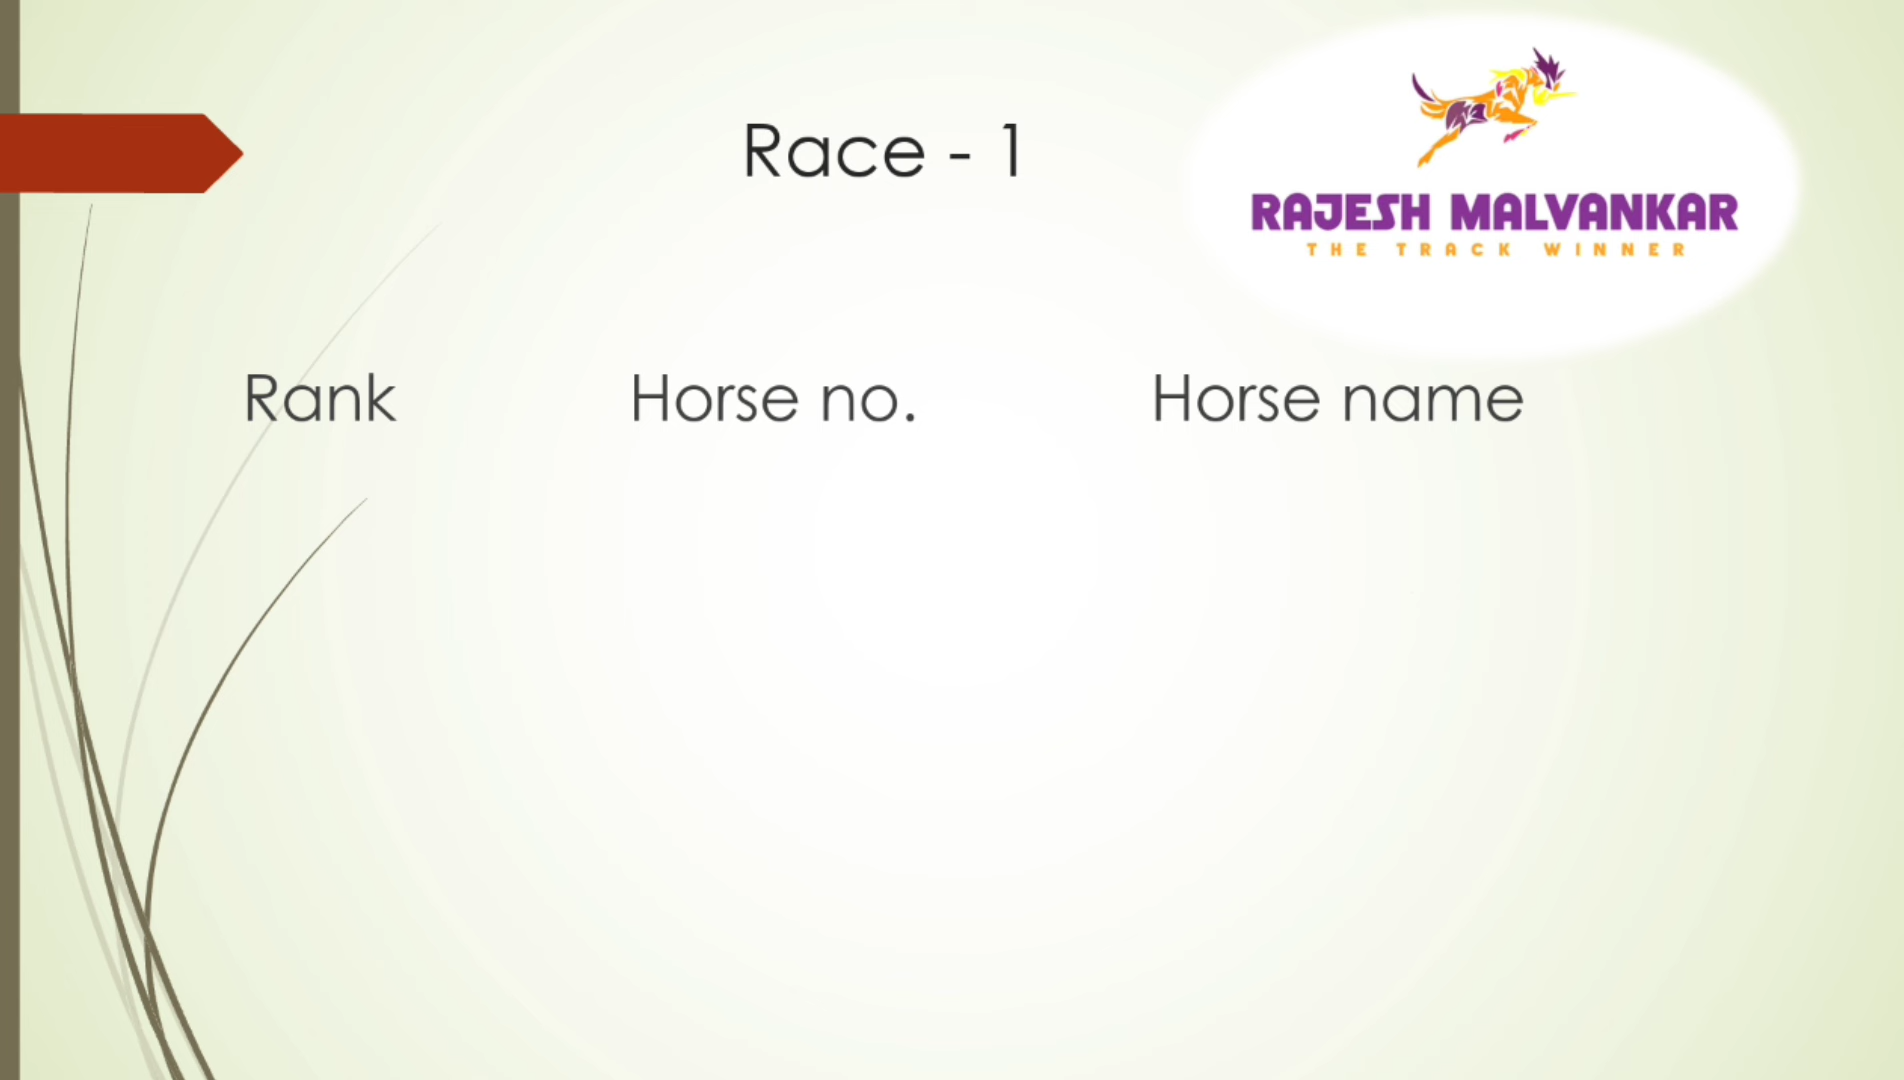 Race - 1
RAJESH MALVANKAR
THE TRACK WINNER
Rank Horse no. Horse name